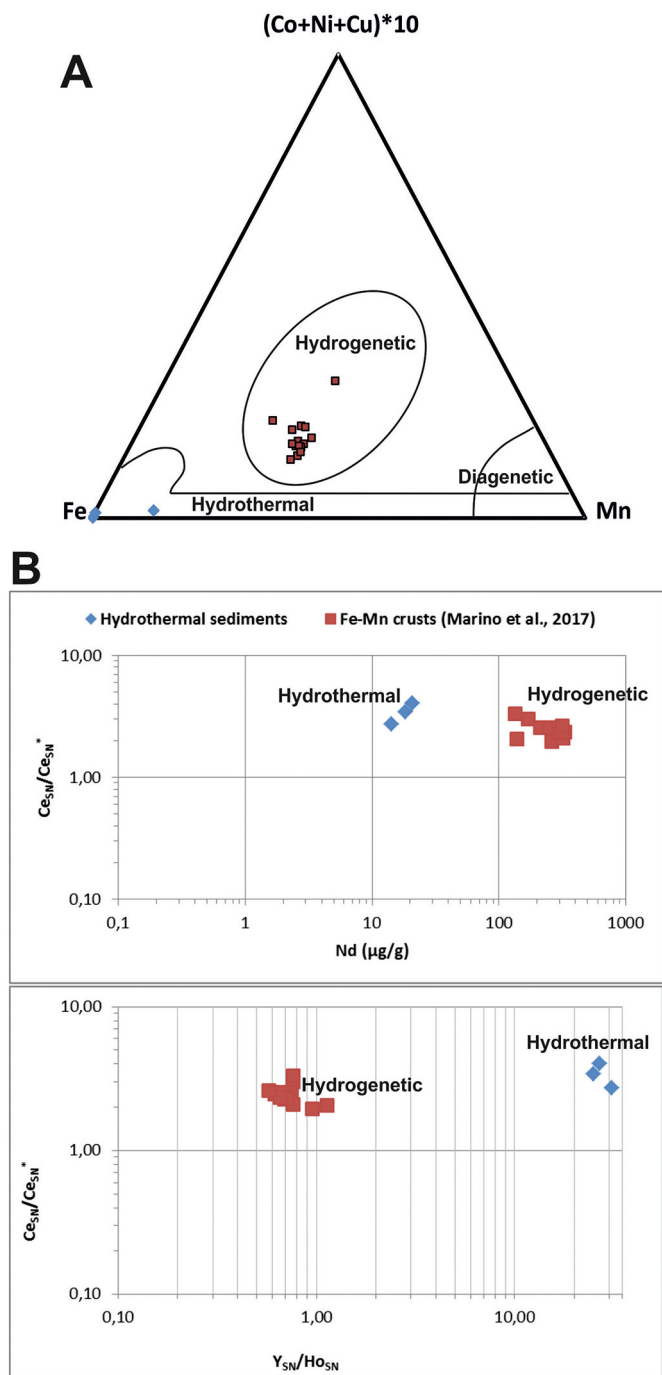 (Co+Ni+Cu)*10
A
Hydrogenetic
Diagenetic
Fe
Hydrothermal
Mn
B
Hydrothermal sediments
Fe-Mn crusts (Marino et al., 2017)
10,00
Hydrothermal
Hydrogenetic
CeSN/CeSN*
1,00
0,10
0,1
1
10
100
1000
Nd (µg/g)
10,00
Hydrothermal
Hydrogenetic
CeSN/CeSN*
1,00
0,10
0,10
1,00
10,00
YSN/HoSN